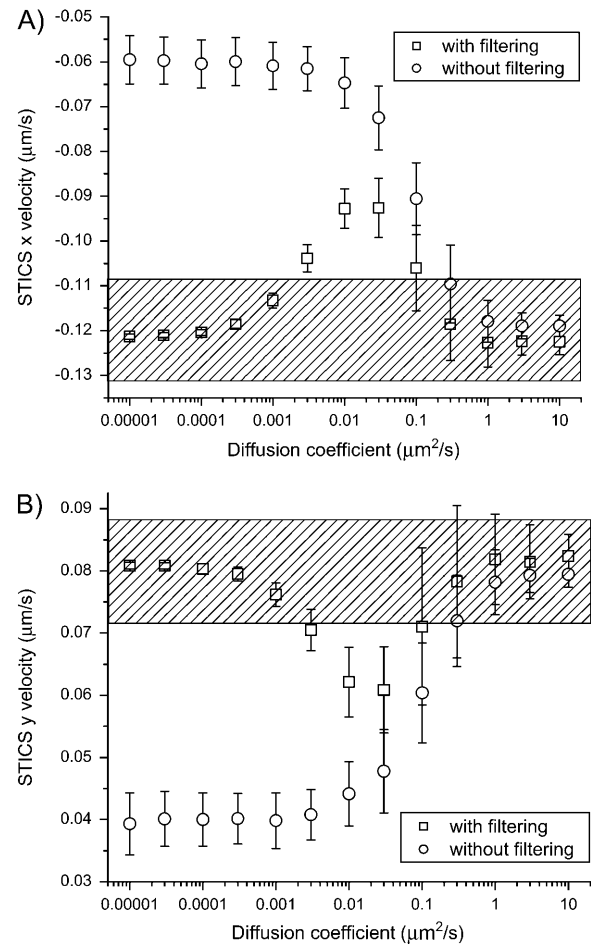 A)
-0.05
-0.06
-0.07
-0.08
-0.09
-0.10
-0.11
-0.12
-0.13
STICS x velocity (μm/s)
with filtering
without filtering
0.00001 0.0001 0.001 0.01 0.1 1 10
Diffusion coefficient (μm²/s)
B)
0.09
0.08
0.07
0.06
0.05
0.04
0.03
STICS y velocity (μm/s)
with filtering
without filtering
0.00001 0.0001 0.001 0.01 0.1 1 10
Diffusion coefficient (μm²/s)